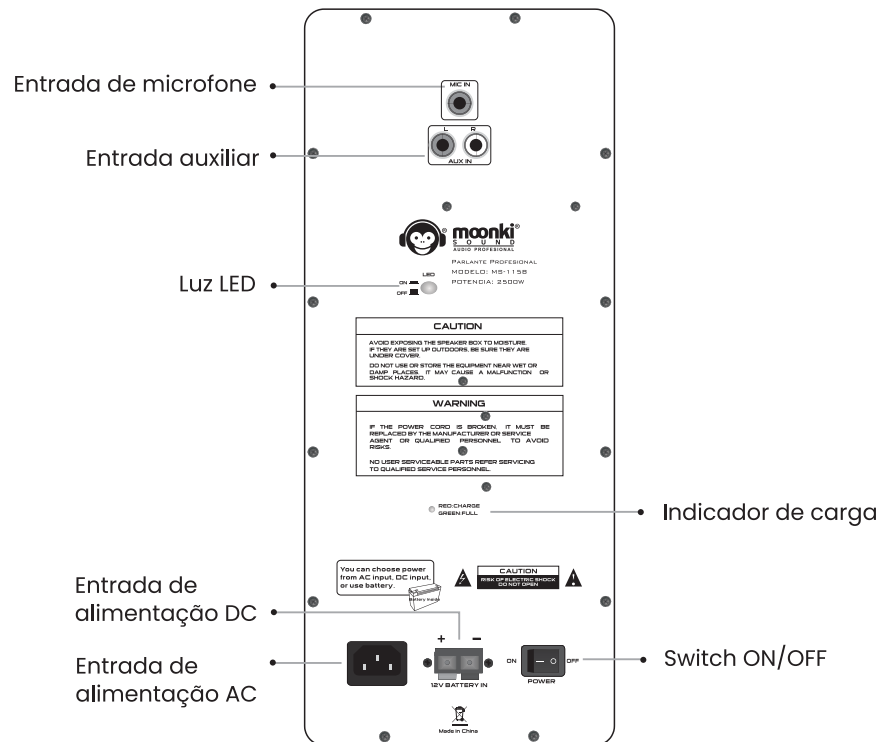 Entrada de microfone
MIC IN
Entrada auxiliar
L R
AUX IN
moonki®
SOUND
AUDIO PROFESIONAL
PARLANTE PROFESIONAL
MODELO: MS-115B
POTENCIA: 2500W
Luz LED
LED
ON
OFF
CAUTION
AVOID EXPOSING THE SPEAKER BOX TO MOISTURE.
IF THEY ARE SET UP OUTDOORS, BE SURE THEY ARE
UNDER COVER.
DO NOT USE OR STORE THE EQUIPMENT NEAR WET OR
DAMP PLACES. IT MAY CAUSE A MALFUNCTION OR
SHOCK HAZARD.
WARNING
IF THE POWER CORD IS BROKEN, IT MUST BE
REPLACED BY THE MANUFACTURER OR SERVICE
AGENT OR QUALIFIED PERSONNEL TO AVOID
RISKS.
NO USER SERVICEABLE PARTS REFER SERVICING
TO QUALIFIED SERVICE PERSONNEL.
RED:CHARGE
GREEN:FULL
Indicador de carga
You can choose power
from AC input, DC input,
or use battery.
Battery Inside
CAUTION
RISK OF ELECTRIC SHOCK
DO NOT OPEN
Entrada de
alimentação DC
Entrada de
alimentação AC
+ −
12V BATTERY IN
ON OFF
POWER
Switch ON/OFF
Made in China